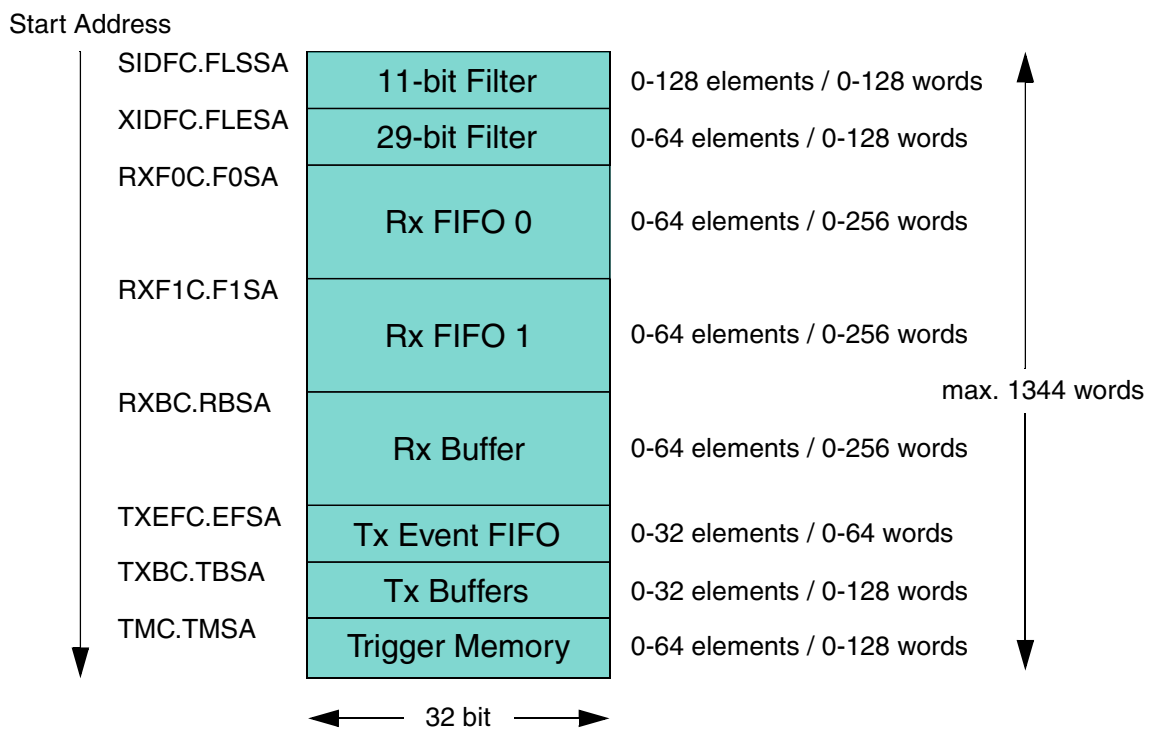 Start Address
SIDFC.FLSSA
11-bit Filter
0-128 elements / 0-128 words
XIDFC.FLESA
29-bit Filter
0-64 elements / 0-128 words
RXF0C.F0SA
Rx FIFO 0
0-64 elements / 0-256 words
RXF1C.F1SA
Rx FIFO 1
0-64 elements / 0-256 words
max. 1344 words
RXBC.RBSA
Rx Buffer
0-64 elements / 0-256 words
TXEFC.EFSA
Tx Event FIFO
0-32 elements / 0-64 words
TXBC.TBSA
Tx Buffers
0-32 elements / 0-128 words
TMC.TMSA
Trigger Memory
0-64 elements / 0-128 words
32 bit